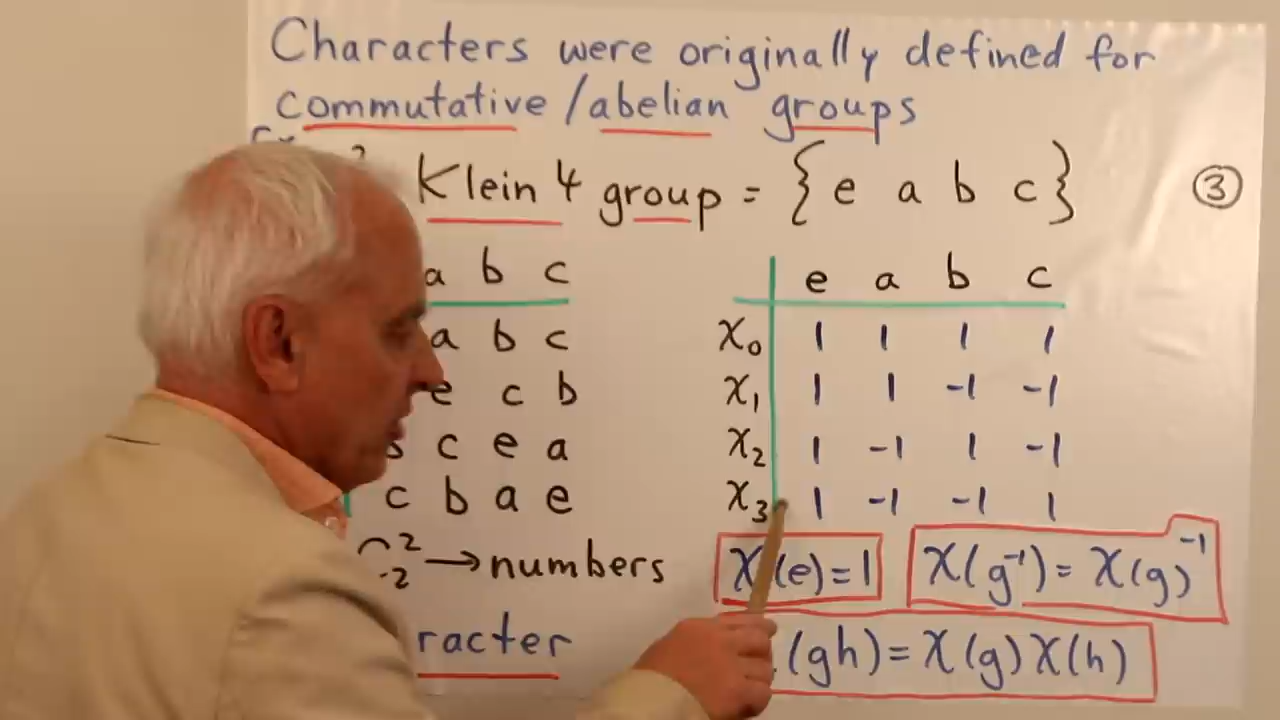 Characters were originally defined for
commutative / abelian groups
Klein 4 group = { e a b c }
③
a b c
a b c
e c b
c e a
c b a e
e a b c
χ₀ 1 1 1 1
χ₁ 1 1 -1 -1
χ₂ 1 -1 1 -1
χ₃ 1 -1 -1 1
→ numbers
χ(e)=1
χ(g⁻¹) = χ(g)⁻¹
racter
(gh) = χ(g) χ(h)